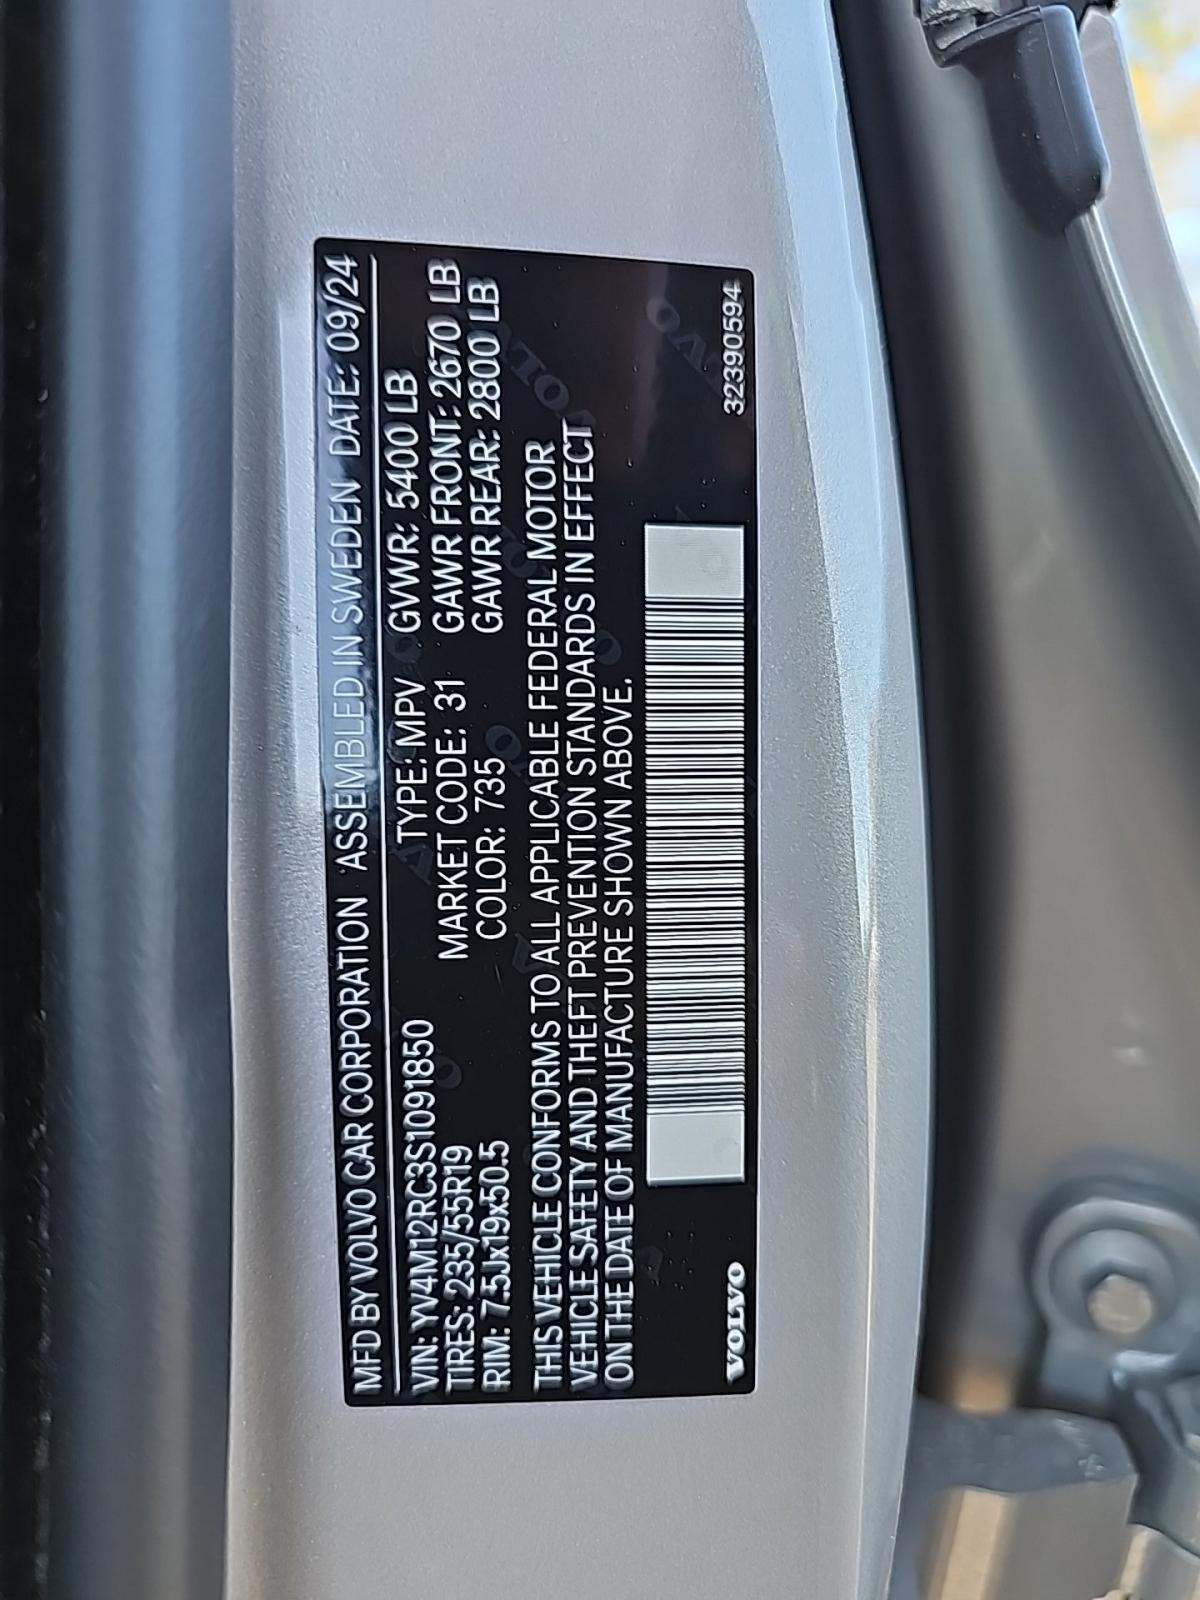 MFD BY VOLVO CAR CORPORATION ASSEMBLED IN SWEDEN DATE: 09/24
VIN: YV4M12RC3S1091850 TYPE: MPV GVWR: 5400 LB
TIRES: 235/55R19 MARKET CODE: 31 GAWR FRONT: 2670 LB
RIM: 7.5Jx19x50.5 COLOR: 735 GAWR REAR: 2800 LB
THIS VEHICLE CONFORMS TO ALL APPLICABLE FEDERAL MOTOR
VEHICLE SAFETY AND THEFT PREVENTION STANDARDS IN EFFECT
ON THE DATE OF MANUFACTURE SHOWN ABOVE.
VOLVO 32390594